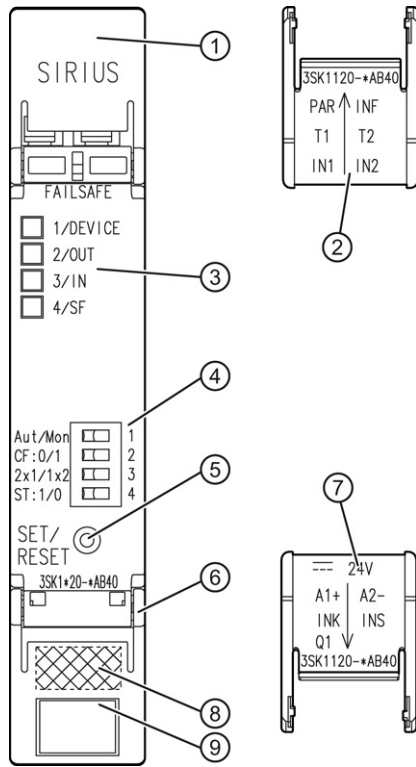 SIRIUS
FAILSAFE
1/DEVICE
2/OUT
3/IN
4/SF
Aut/Mon 1
CF:0/1 2
2x1/1x2 3
ST:1/0 4
SET/
RESET
3SK1*20-*AB40
1
3SK1120-*AB40
PAR INF
T1 T2
IN1 IN2
2
3
4
5
6
7
24V
A1+ A2-
INK INS
Q1
3SK1120-*AB40
8
9